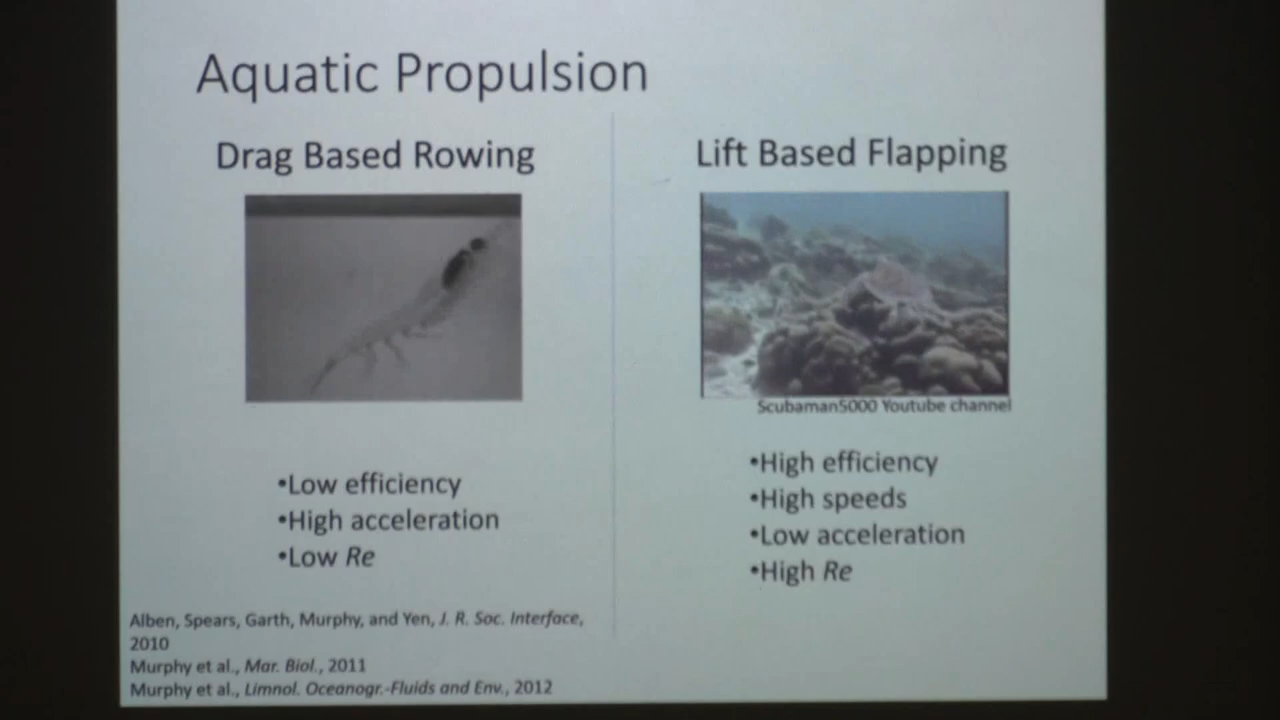 Aquatic Propulsion
Drag Based Rowing
•Low efficiency
•High acceleration
•Low Re
Alben, Spears, Garth, Murphy, and Yen, J. R. Soc. Interface,
2010
Murphy et al., Mar. Biol., 2011
Murphy et al., Limnol. Oceanogr.-Fluids and Env., 2012
Lift Based Flapping
Scubaman5000 Youtube channel
•High efficiency
•High speeds
•Low acceleration
•High Re